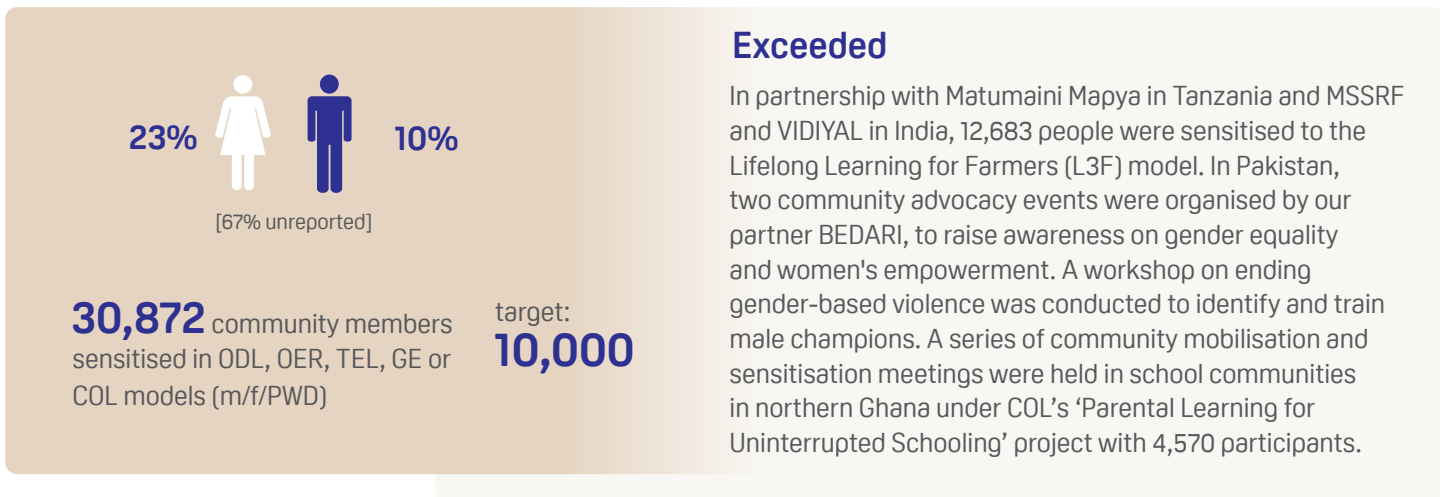 23%
10%
[67% unreported]
30,872 community members
sensitised in ODL, OER, TEL, GE or
COL models (m/f/PWD)
target:
10,000
Exceeded
In partnership with Matumaini Mapya in Tanzania and MSSRF
and VIDIYAL in India, 12,683 people were sensitised to the
Lifelong Learning for Farmers (L3F) model. In Pakistan,
two community advocacy events were organised by our
partner BEDARI, to raise awareness on gender equality
and women's empowerment. A workshop on ending
gender-based violence was conducted to identify and train
male champions. A series of community mobilisation and
sensitisation meetings were held in school communities
in northern Ghana under COL’s ‘Parental Learning for
Uninterrupted Schooling’ project with 4,570 participants.